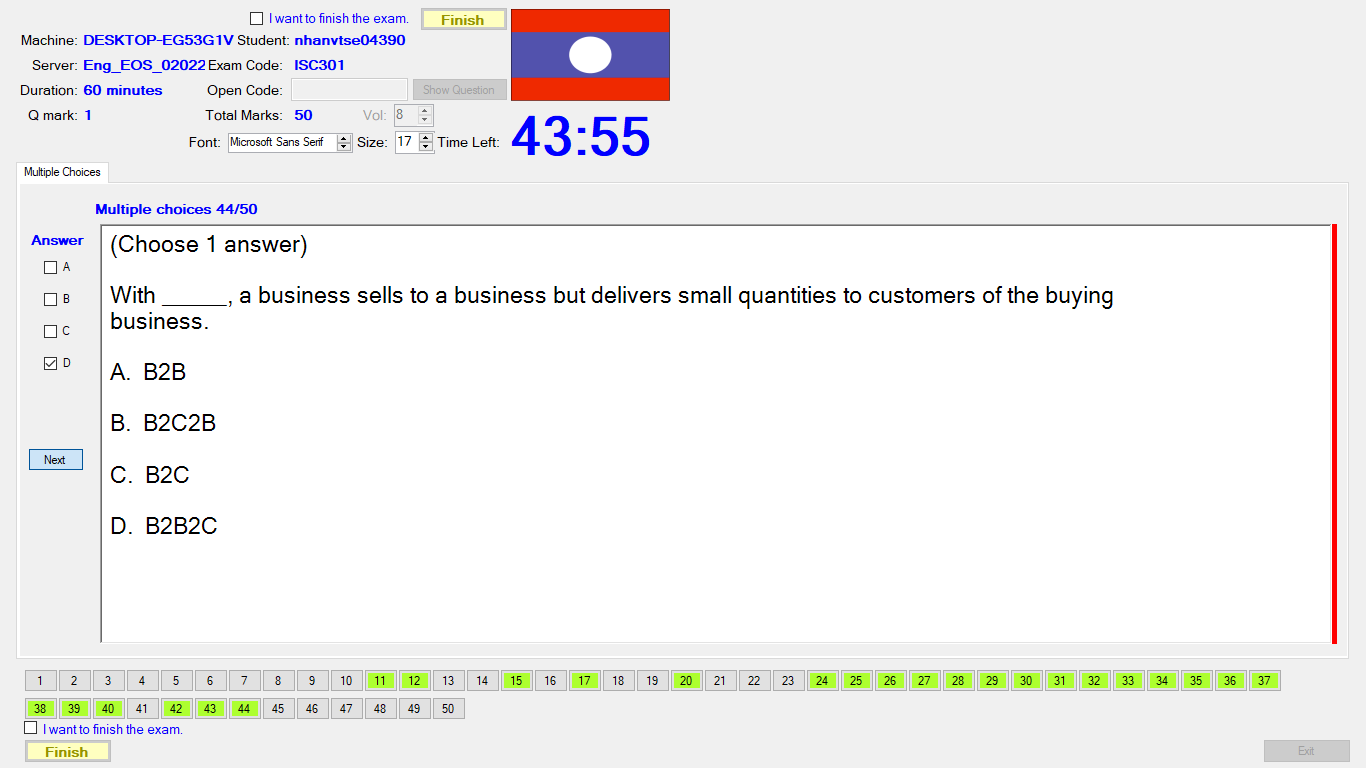 I want to finish the exam. Finish
Machine: DESKTOP-EG53G1V Student: nhanvtse04390
Server: Eng_EOS_02022 Exam Code: ISC301
Duration: 60 minutes Open Code: Show Question
Q mark: 1 Total Marks: 50 Vol: 8
Font: Microsoft Sans Serif Size: 17 Time Left: 43:55
Multiple Choices
Multiple choices 44/50
Answer
A
B
C
D
Next
(Choose 1 answer)
With ______, a business sells to a business but delivers small quantities to customers of the buying
business.
A. B2B
B. B2C2B
C. B2C
D. B2B2C
1 2 3 4 5 6 7 8 9 10 11 12 13 14 15 16 17 18 19 20 21 22 23 24 25 26 27 28 29 30 31 32 33 34 35 36 37
38 39 40 41 42 43 44 45 46 47 48 49 50
I want to finish the exam.
Finish Exit